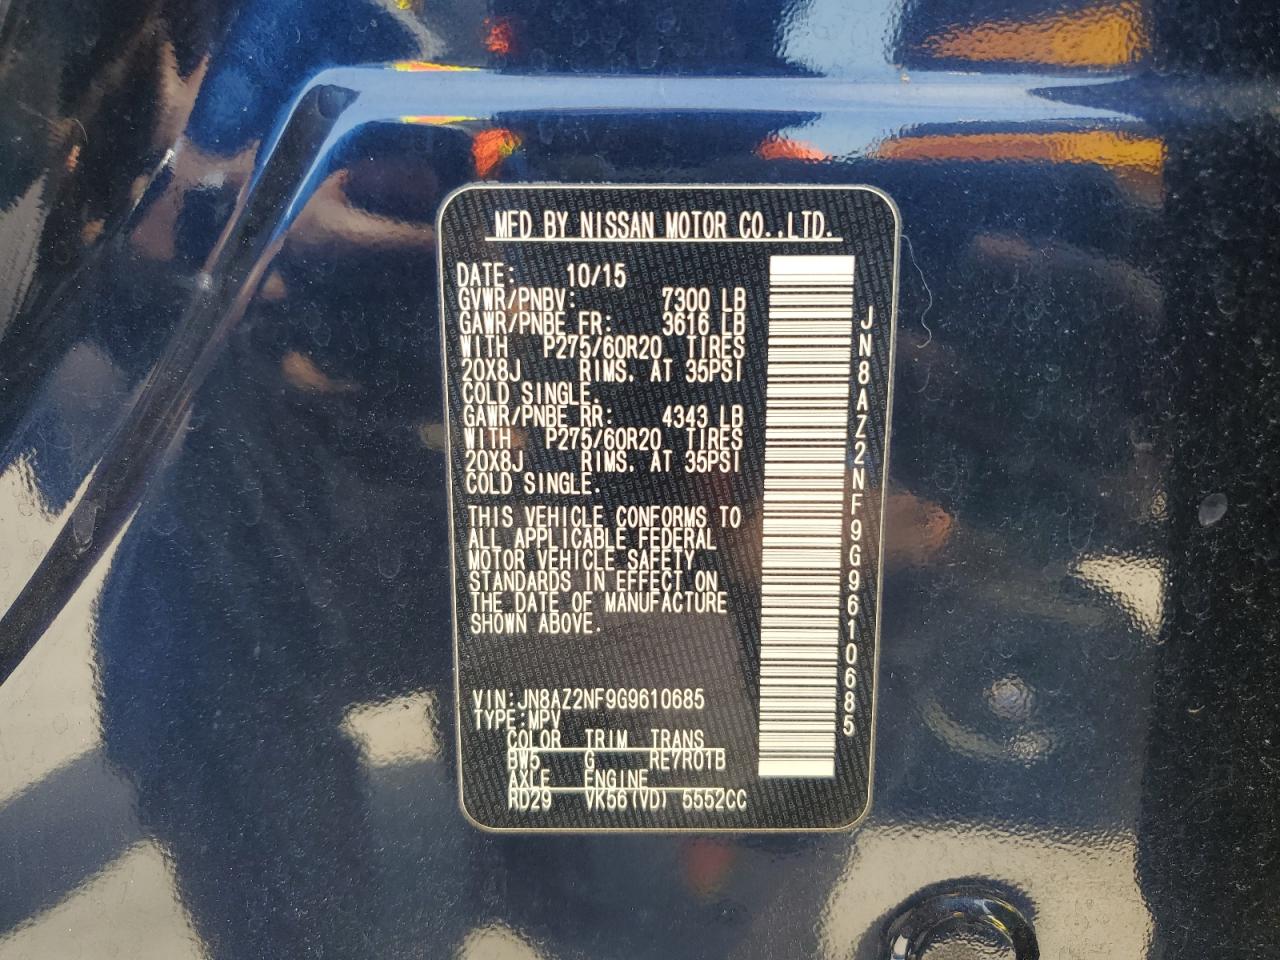 MFD BY NISSAN MOTOR CO.,LTD.
DATE: 10/15
GVWR/PNBV: 7300 LB
GAWR/PNBE FR: 3616 LB
WITH P275/60R20 TIRES
20X8J RIMS. AT 35PSI
COLD SINGLE.
GAWR/PNBE RR: 4343 LB
WITH P275/60R20 TIRES
20X8J RIMS. AT 35PSI
COLD SINGLE.
THIS VEHICLE CONFORMS TO
ALL APPLICABLE FEDERAL
MOTOR VEHICLE SAFETY
STANDARDS IN EFFECT ON
THE DATE OF MANUFACTURE
SHOWN ABOVE.
VIN:JN8AZ2NF9G9610685
TYPE:MPV
COLOR TRIM TRANS
BW5 G RE7R01B
AXLE ENGINE
RD29 VK56(VD) 5552CC
JN8AZ2NF9G9610685